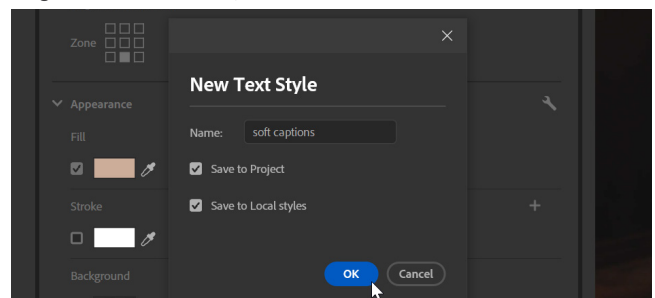 Zone
New Text Style
Appearance
Name: soft captions
Fill
Save to Project
Stroke
Save to Local styles
Background
OK Cancel